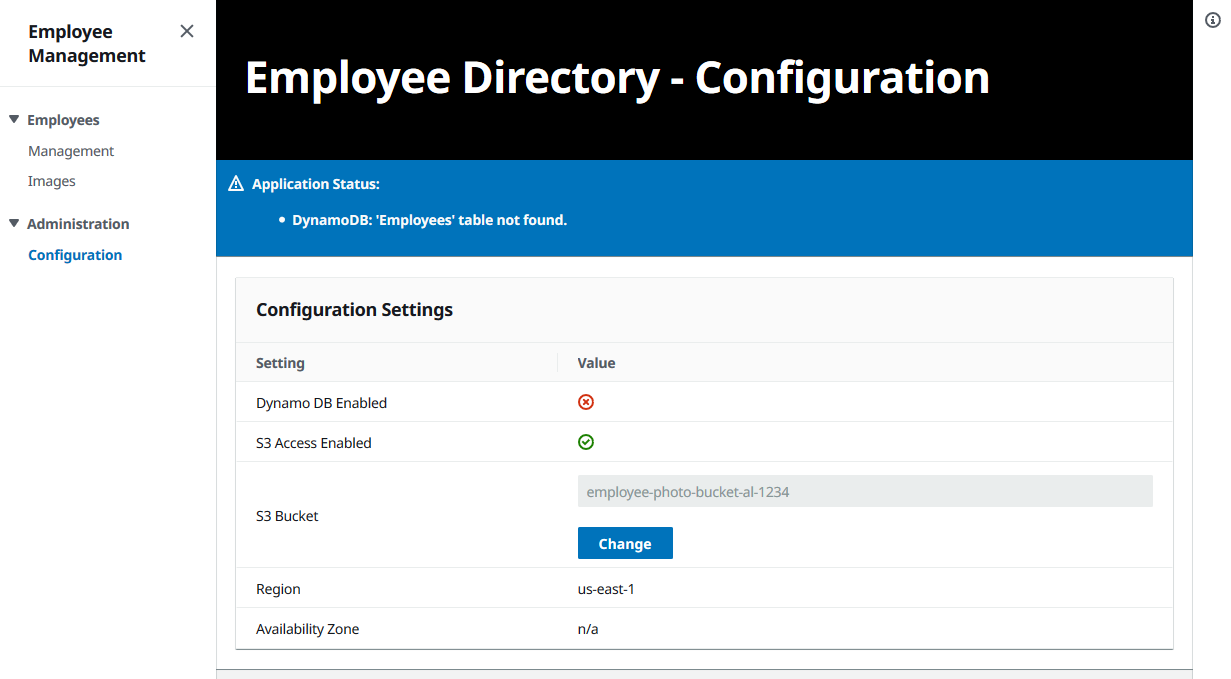 Employee
Management
Employees
Management
Images
Administration
Configuration
Employee Directory - Configuration
Application Status:
DynamoDB: 'Employees' table not found.
Configuration Settings
Setting Value
Dynamo DB Enabled
S3 Access Enabled
S3 Bucket
employee-photo-bucket-al-1234
Change
Region us-east-1
Availability Zone n/a